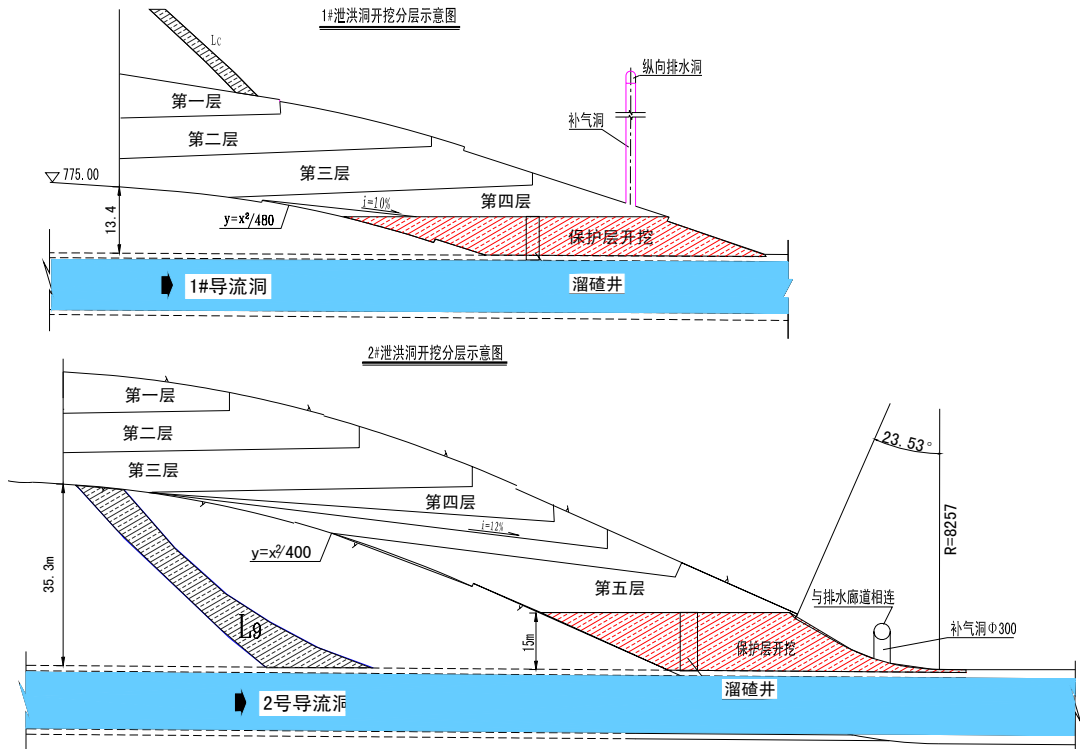 1#泄洪洞开挖分层示意图
Lc
纵向排水洞
第一层
补气洞
第二层
第三层
775.00
第四层
i=10%
13.4
y=x²/480
保护层开挖
1#导流洞
溜碴井
2#泄洪洞开挖分层示意图
第一层
第二层
23.53°
第三层
第四层
i=12%
R=8257
y=x²/400
35.3m
第五层
与排水廊道相连
L9
15m
补气洞Φ300
保护层开挖
溜碴井
2号导流洞